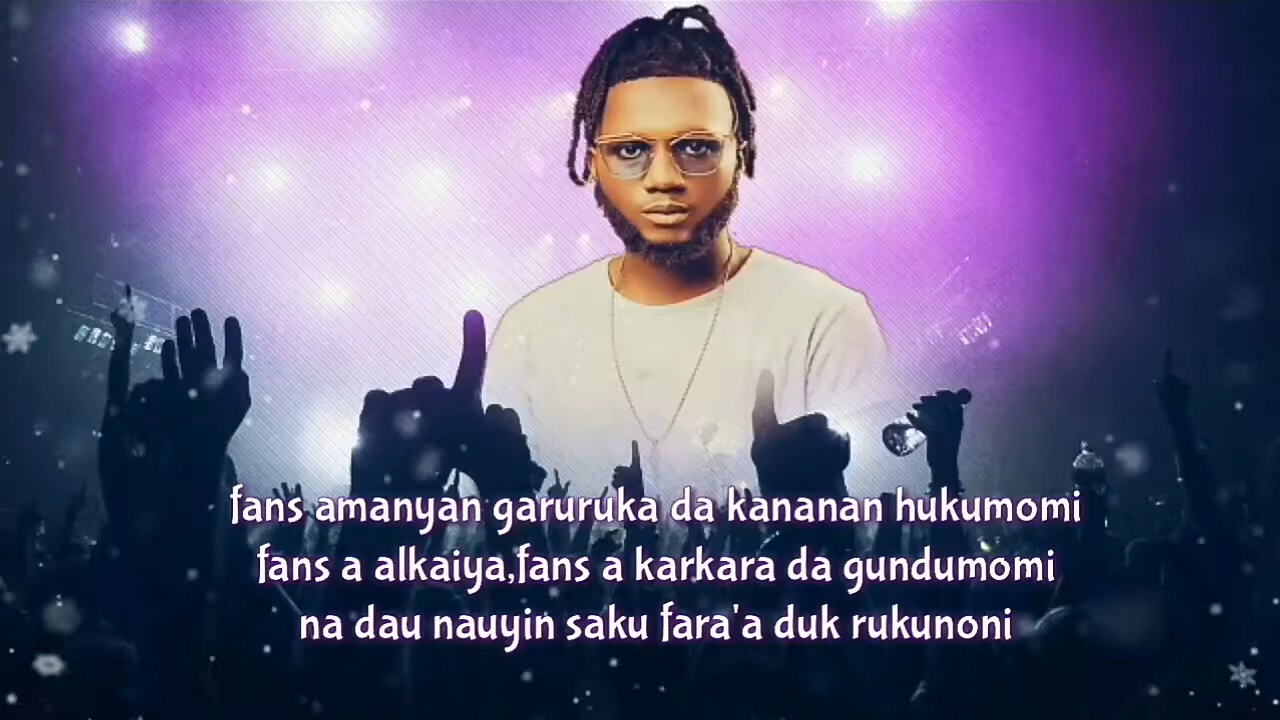 fans amanyan garuruka da kananan hukumomi
fans a alkaiya,fans a karkara da gundumomi
na dau nauyin saku fara'a duk rukunoni